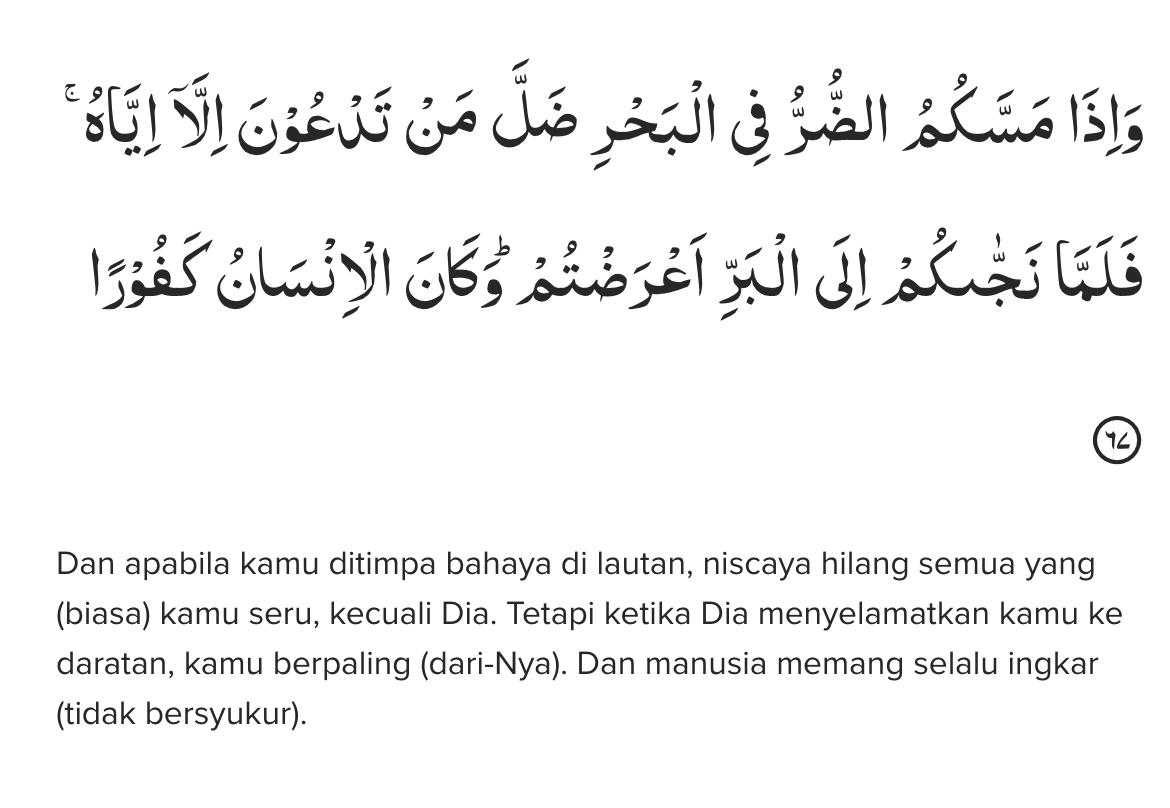 وَاِذَا مَسَّكُمُ الضُّرُّ فِى الْبَحْرِ ضَلَّ مَنْ تَدْعُوْنَ اِلَّآ اِيَّاهُ ۚ
فَلَمَّا نَجّٰىكُمْ اِلَى الْبَرِّ اَعْرَضْتُمْ ۗوَكَانَ الْاِنْسَانُ كَفُوْرًا
٦٧
Dan apabila kamu ditimpa bahaya di lautan, niscaya hilang semua yang
(biasa) kamu seru, kecuali Dia. Tetapi ketika Dia menyelamatkan kamu ke
daratan, kamu berpaling (dari-Nya). Dan manusia memang selalu ingkar
(tidak bersyukur).